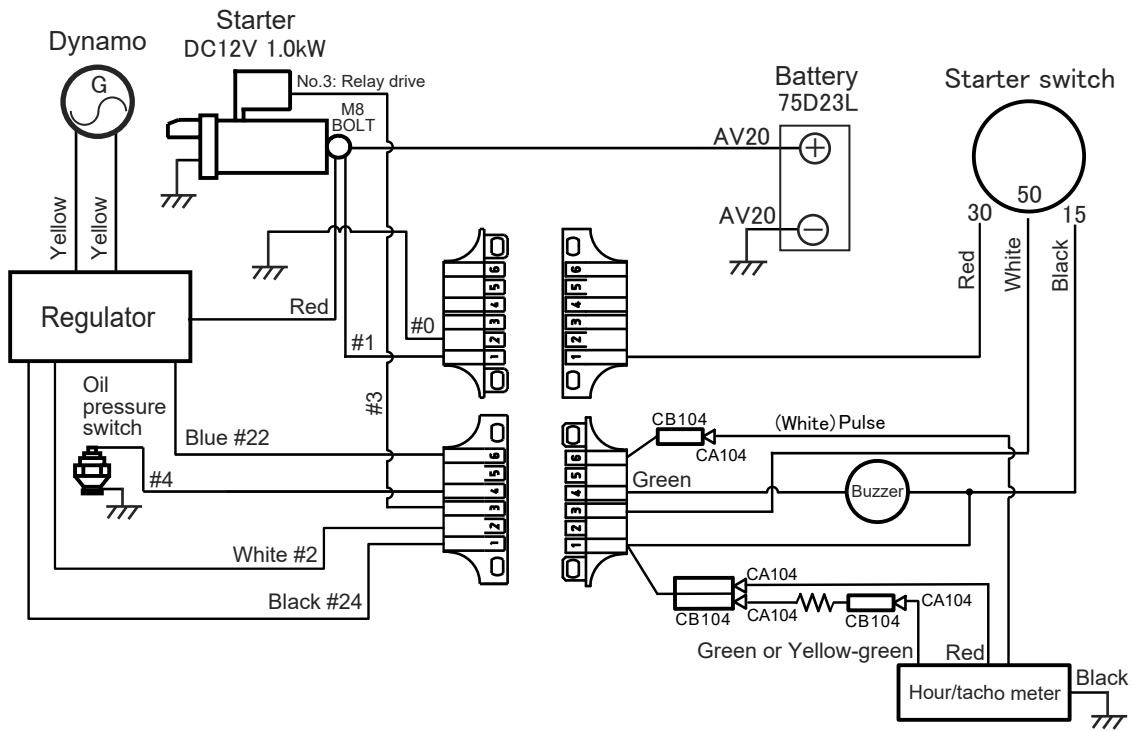 Starter
DC12V 1.0kW
Dynamo
G
No.3: Relay drive
M8
BOLT
Battery
75D23L
Starter switch
AV20
+
AV20
−
50
30
15
Yellow
Yellow
Red
White
Black
Regulator
Red
#0
#1
#3
6
5
4
3
2
1
6
5
4
3
2
1
Oil
pressure
switch
Blue #22
#4
White #2
Black #24
6
5
4
3
2
1
6
5
4
3
2
1
CB104
(White) Pulse
CA104
Green
Buzzer
CA104
CB104
CA104
CB104
CA104
Green or Yellow-green
Red
Hour/tacho meter
Black